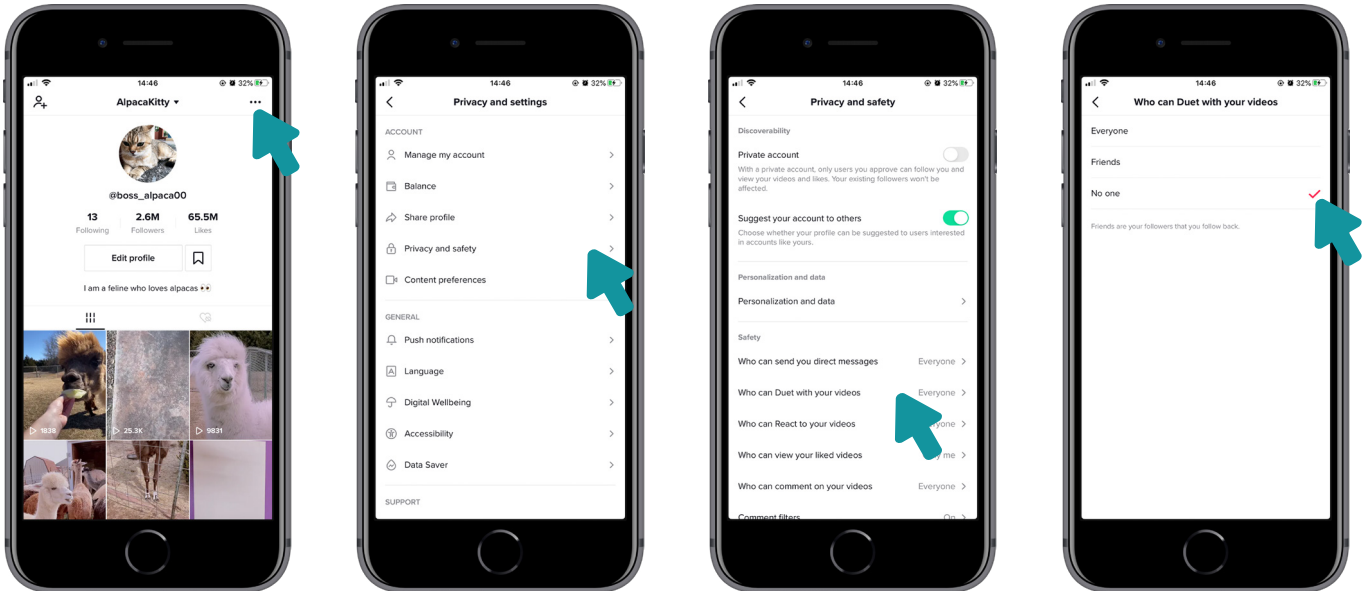 14:46
32%
AlpacaKitty
@boss_alpaca00
13 2.6M 65.5M
Following Followers Likes
Edit profile
I am a feline who loves alpacas 👀
1838 25.3K 9831
14:46
32%
Privacy and settings
ACCOUNT
Manage my account
Balance
Share profile
Privacy and safety
Content preferences
GENERAL
Push notifications
A Language
Digital Wellbeing
Accessibility
Data Saver
SUPPORT
14:46
32%
Privacy and safety
Discoverability
Private account
With a private account, only users you approve can follow you and
view your videos and likes. Your existing followers won't be
affected.
Suggest your account to others
Choose whether your profile can be suggested to users interested
in accounts like yours.
Personalization and data
Personalization and data
Safety
Who can send you direct messages Everyone
Who can Duet with your videos Everyone
Who can React to your videos
Who can view your liked videos me
Who can comment on your videos Everyone
Comment filters On
14:46
32%
Who can Duet with your videos
Everyone
Friends
No one
Friends are your followers that you follow back.